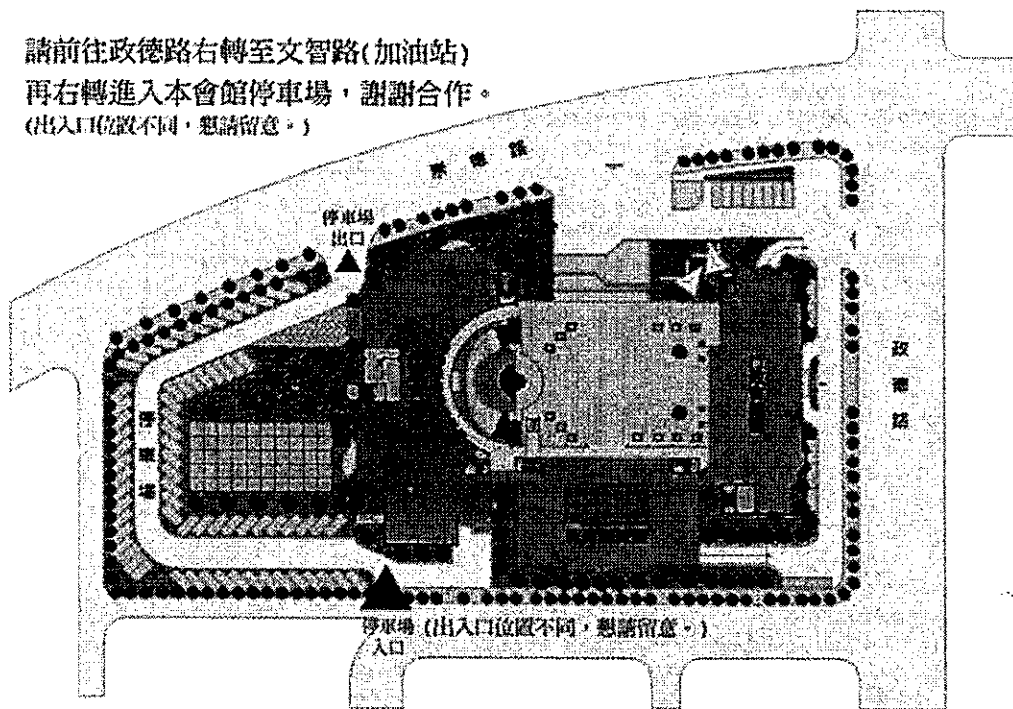 請前往政德路右轉至文智路(加油站)
再右轉進入本會館停車場，謝謝合作。
(出入口位置不同，懇請留意。)
停車場
出口
政德路
停車場
停車場 (出入口位置不同，懇請留意。)
入口